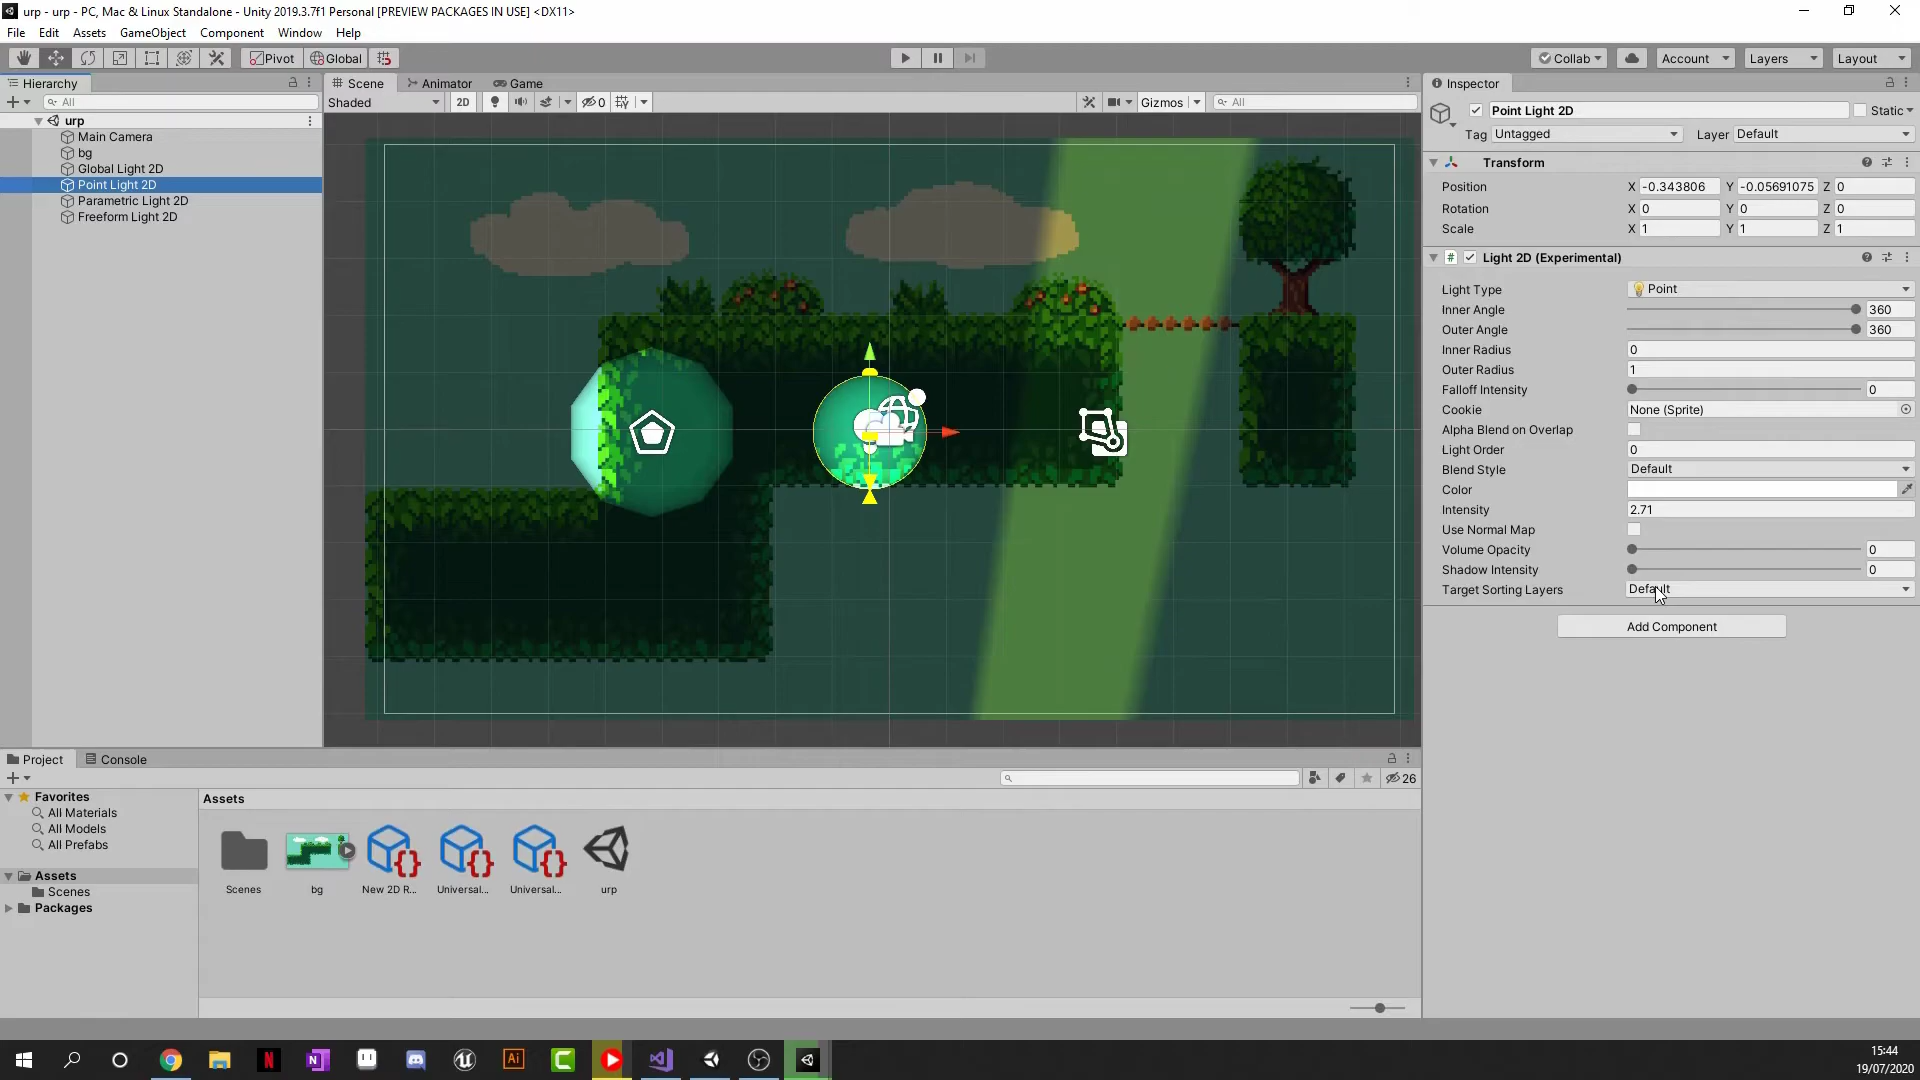 urp - urp - PC, Mac & Linux Standalone - Unity 2019.3.7f1 Personal [PREVIEW PACKAGES IN USE] <DX11>
File Edit Assets GameObject Component Window Help
Pivot Global Collab Account Layers Layout
Hierarchy
All
urp
Main Camera
bg
Global Light 2D
Point Light 2D
Parametric Light 2D
Freeform Light 2D
Scene Animator Game
Shaded 2D 0 Gizmos All
Inspector
Point Light 2D Static
Tag Untagged Layer Default
Transform
Position X -0.343806 Y -0.05691075 Z 0
Rotation X 0 Y 0 Z 0
Scale X 1 Y 1 Z 1
# Light 2D (Experimental)
Light Type Point
Inner Angle 360
Outer Angle 360
Inner Radius 0
Outer Radius 1
Falloff Intensity 0
Cookie None (Sprite)
Alpha Blend on Overlap
Light Order 0
Blend Style Default
Color
Intensity 2.71
Use Normal Map
Volume Opacity 0
Shadow Intensity 0
Target Sorting Layers Default
Add Component
Project Console
26
Favorites
All Materials
All Models
All Prefabs
Assets
Scenes
Packages
Assets
Scenes bg New 2D R... Universal... Universal... urp
15:44
19/07/2020